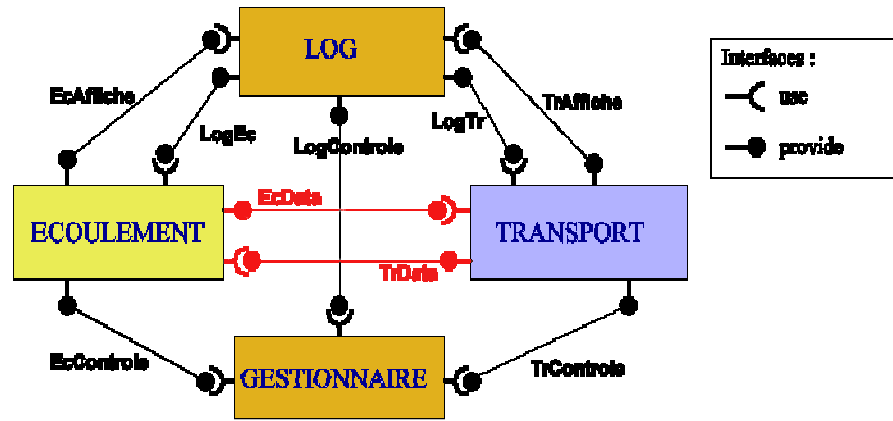 LOG
Interfaces :
use
provide
EcAffiche
TrAffiche
LogEc
LogControle
LogTr
ECOULEMENT
EcData
TRANSPORT
TrData
EcControle
TrControle
GESTIONNAIRE